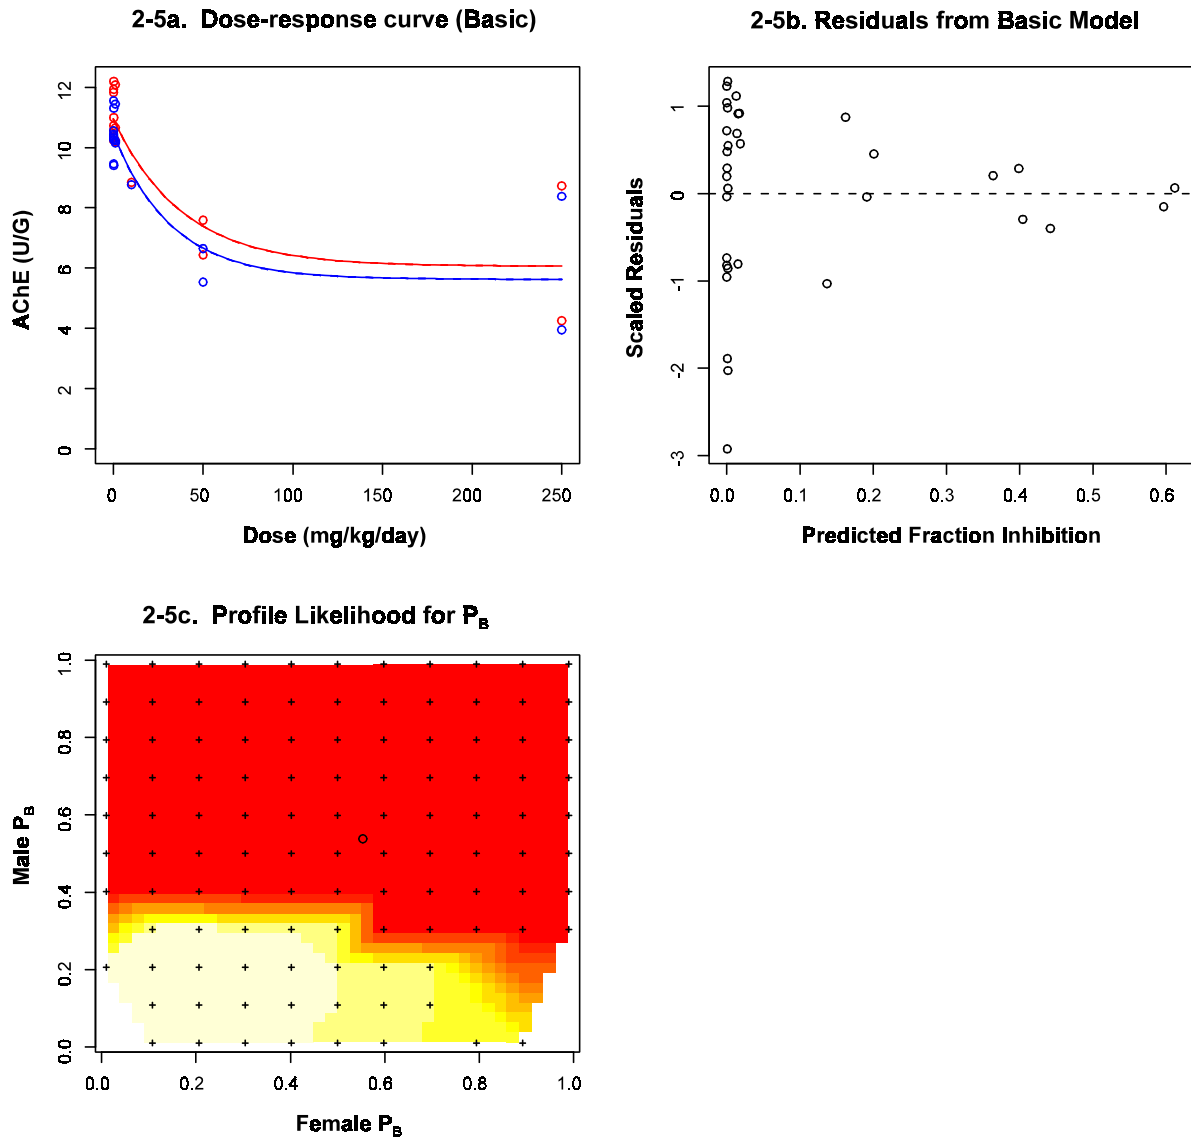 2-5a. Dose-response curve (Basic)
12
10
8
6
4
2
0
AChE (U/G)
0 50 100 150 200 250
Dose (mg/kg/day)
2-5b. Residuals from Basic Model
1
0
-1
-2
-3
Scaled Residuals
0.0 0.1 0.2 0.3 0.4 0.5 0.6
Predicted Fraction Inhibition
2-5c. Profile Likelihood for PB
1.0
0.8
0.6
0.4
0.2
0.0
Male PB
0.0 0.2 0.4 0.6 0.8 1.0
Female PB